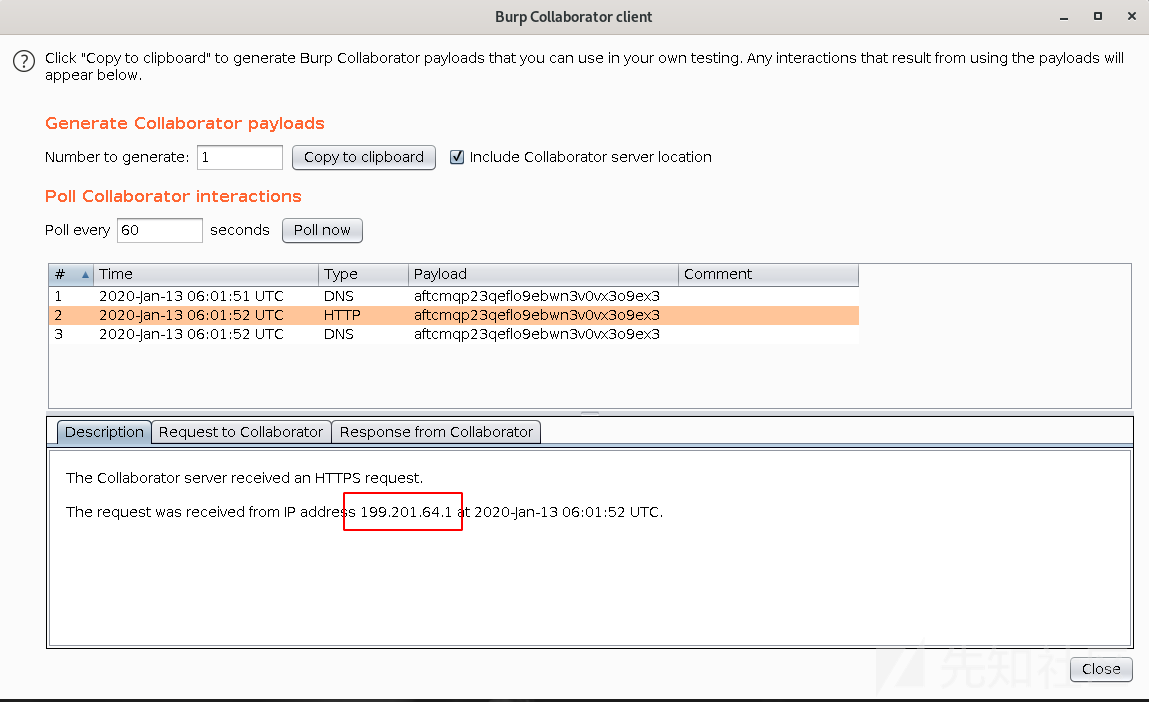 Burp Collaborator client
Click "Copy to clipboard" to generate Burp Collaborator payloads that you can use in your own testing. Any interactions that result from using the payloads will
appear below.
Generate Collaborator payloads
Number to generate: 1 Copy to clipboard Include Collaborator server location
Poll Collaborator interactions
Poll every 60 seconds Poll now
# Time Type Payload Comment
1 2020-Jan-13 06:01:51 UTC DNS aftcmqp23qeflo9ebwn3v0vx3o9ex3
2 2020-Jan-13 06:01:52 UTC HTTP aftcmqp23qeflo9ebwn3v0vx3o9ex3
3 2020-Jan-13 06:01:52 UTC DNS aftcmqp23qeflo9ebwn3v0vx3o9ex3
Description Request to Collaborator Response from Collaborator
The Collaborator server received an HTTPS request.
The request was received from IP address 199.201.64.1 at 2020-Jan-13 06:01:52 UTC.
先知社
Close